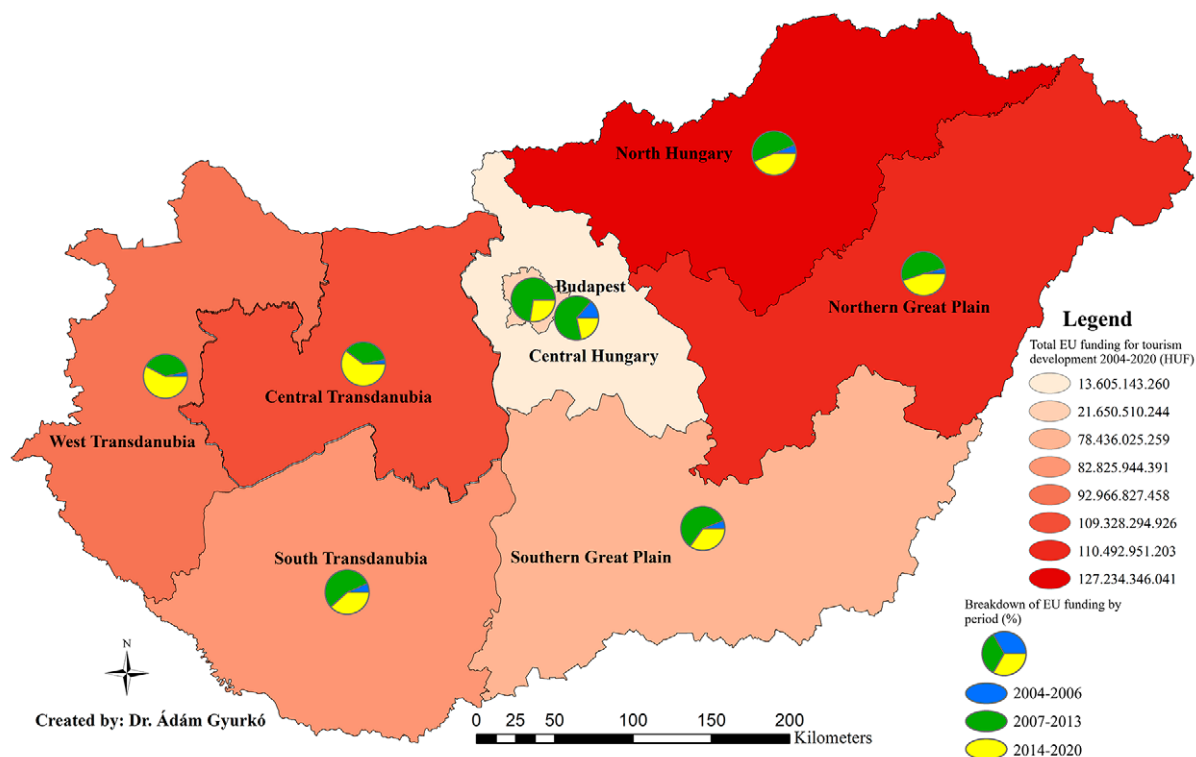 North Hungary
Budapest
Northern Great Plain
Central Hungary
Central Transdanubia
West Transdanubia
South Transdanubia
Southern Great Plain
Legend
Total EU funding for tourism
development 2004-2020 (HUF)
13.605.143.260
21.650.510.244
78.436.025.259
82.825.944.391
92.966.827.458
109.328.294.926
110.492.951.203
127.234.346.041
Breakdown of EU funding by
period (%)
2004-2006
2007-2013
2014-2020
N
Created by: Dr. Ádám Gyurkó
0 25 50 100 150 200
Kilometers